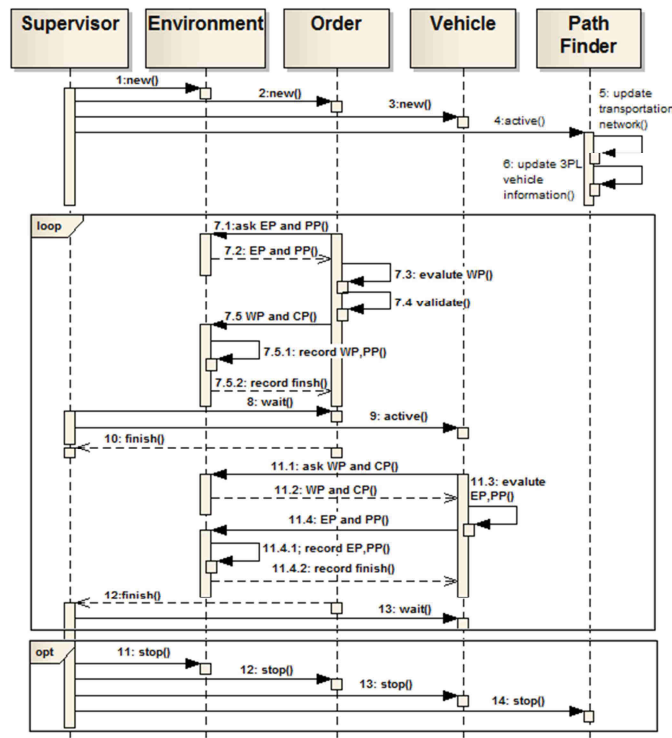 Supervisor
Environment
Order
Vehicle
Path
Finder
1:new()
2:new()
3:new()
4:active()
5: update
transportation
network()
6: update 3PL
vehicle
information()
loop
7.1:ask EP and PP()
7.2: EP and PP()
7.3: evalute WP()
7.4 validate()
7.5 WP and CP()
7.5.1: record WP,PP()
7.5.2: record finsh()
8: wait()
9: active()
10: finish()
11.1: ask WP and CP()
11.2: WP and CP()
11.3: evalute
EP,PP()
11.4: EP and PP()
11.4.1; record EP,PP()
11.4.2: record finish()
12:finish()
13: wait()
opt
11: stop()
12: stop()
13: stop()
14: stop()